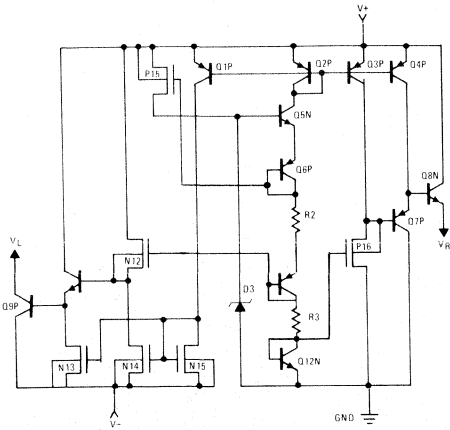 V+
P15
Q1P
Q2P
Q3P
Q4P
Q5N
Q6P
Q8N
R2
Q7P
VL
VR
N12
P16
Q9P
D3
R3
N13
N14
N15
Q12N
V-
GND